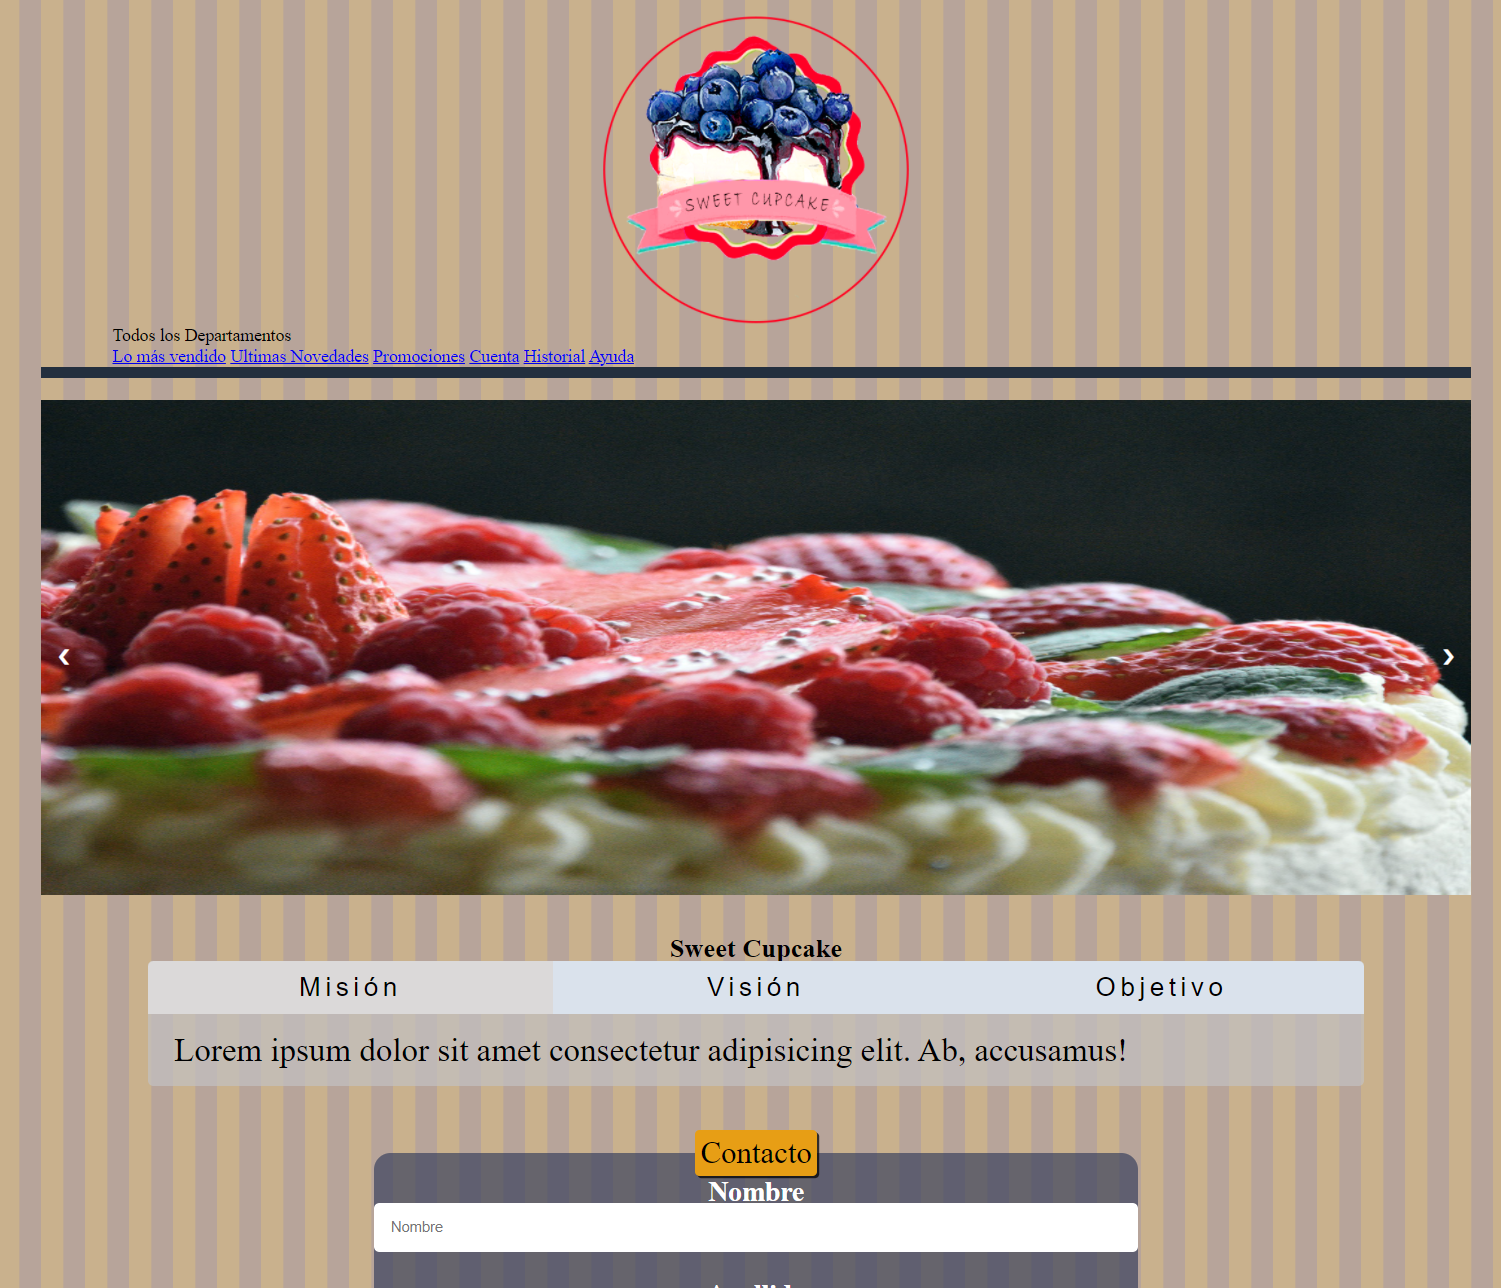 SWEET CUPCAKE
Todos los Departamentos
Lo más vendido Ultimas Novedades Promociones Cuenta Historial Ayuda
❮ ❯
Sweet Cupcake
Misión Visión Objetivo
Lorem ipsum dolor sit amet consectetur adipisicing elit. Ab, accusamus!
Contacto
Nombre
Nombre